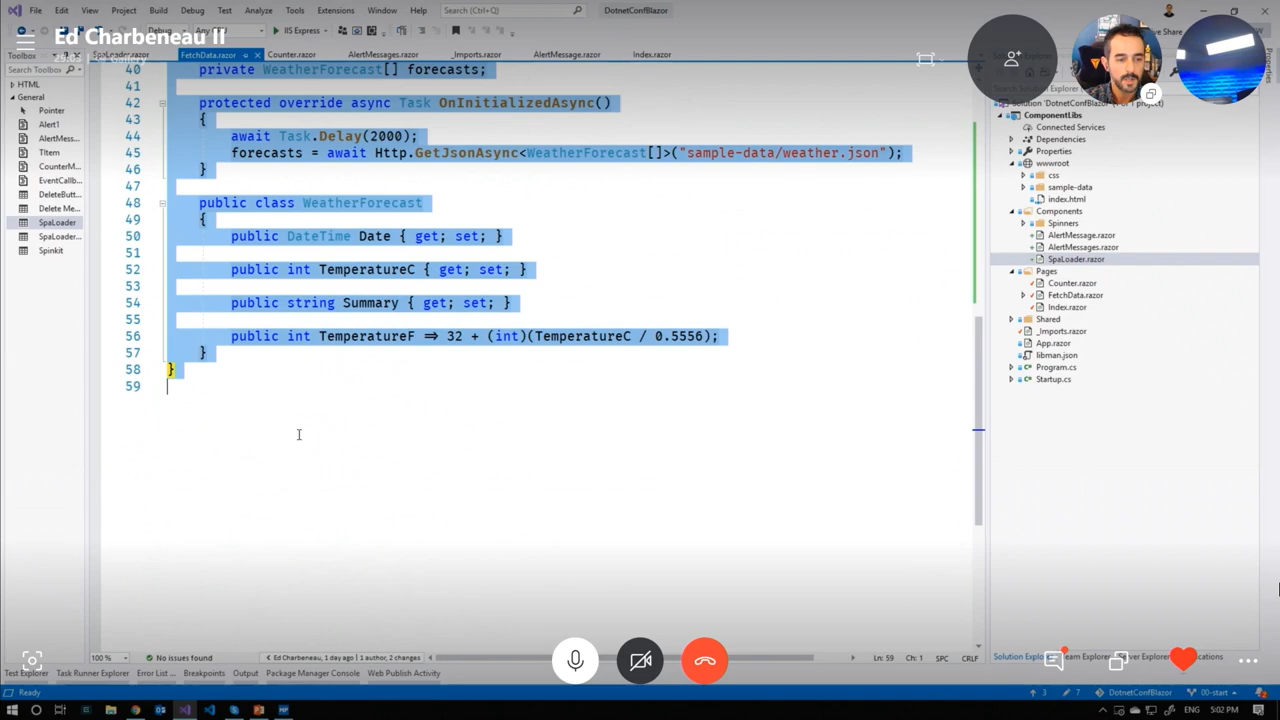 File Edit View Project Build Debug Test Analyze Tools Extensions Window Help Search (Ctrl+Q) DotnetConfBlazor
Debug
IIS Express
Ed Charbeneau II
Gallery
Toolbox
SpaLoader.razor FetchData.razor Counter.razor AlertMessages.razor _Imports.razor AlertMessage.razor Index.razor
Search Toolbox
HTML
General
Pointer
Alert1
AlertMess...
TItem
CounterM...
EventCallb...
DeleteButt...
Delete Me...
SpaLoader
SpaLoader...
Spinkit
40 private WeatherForecast[] forecasts;
41
42 protected override async Task OnInitializedAsync()
43 {
44 await Task.Delay(2000);
45 forecasts = await Http.GetJsonAsync<WeatherForecast[]>("sample-data/weather.json");
46 }
47
48 public class WeatherForecast
49 {
50 public DateTime Date { get; set; }
51
52 public int TemperatureC { get; set; }
53
54 public string Summary { get; set; }
55
56 public int TemperatureF => 32 + (int)(TemperatureC / 0.5556);
57 }
58 }
59
Properties
Solution 'DotnetConfBlazor'
ComponentLibs
Connected Services
Dependencies
Properties
wwwroot
css
sample-data
index.html
Components
Spinners
AlertMessage.razor
AlertMessages.razor
SpaLoader.razor
Pages
Counter.razor
FetchData.razor
Index.razor
Shared
_Imports.razor
App.razor
libman.json
Program.cs
Startup.cs
100 % No issues found Ed Charbeneau, 1 day ago | 1 author, 2 changes Ln: 59 Ch: 1 SPC CRLF
Solution Explorer Team Explorer Server Explorer
Test Explorer Task Runner Explorer Error List ... Breakpoints Output Package Manager Console Web Publish Activity
Ready 3 7 DotnetConfBlazor 00-start
ENG 5:02 PM